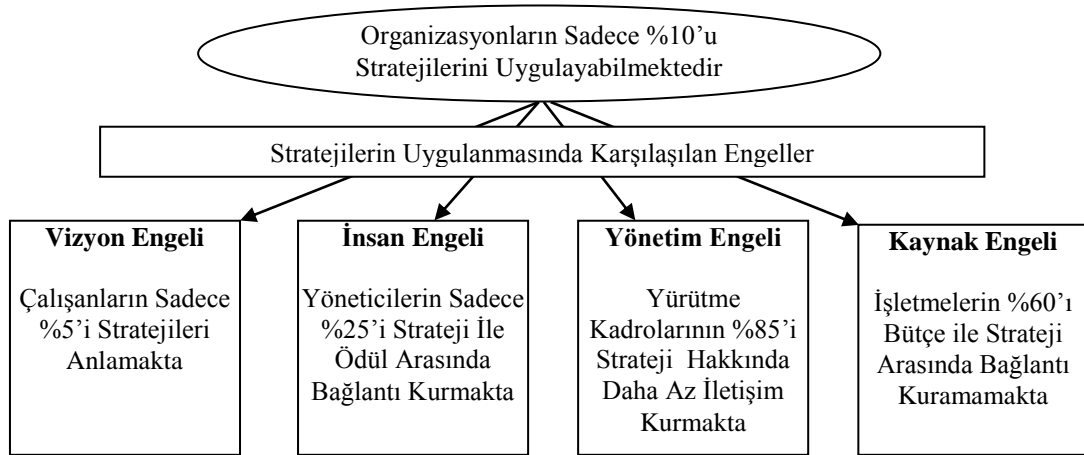 Organizasyonların Sadece %10’u
Stratejilerini Uygulayabilmektedir
Stratejilerin Uygulanmasında Karşılaşılan Engeller
Vizyon Engeli
Çalışanların Sadece
%5’i Stratejileri
Anlamakta
İnsan Engeli
Yöneticilerin Sadece
%25’i Strateji İle
Ödül Arasında
Bağlantı Kurmakta
Yönetim Engeli
Yürütme
Kadrolarının %85’i
Strateji Hakkında
Daha Az İletişim
Kurmakta
Kaynak Engeli
İşletmelerin %60’ı
Bütçe ile Strateji
Arasında Bağlantı
Kuramamakta